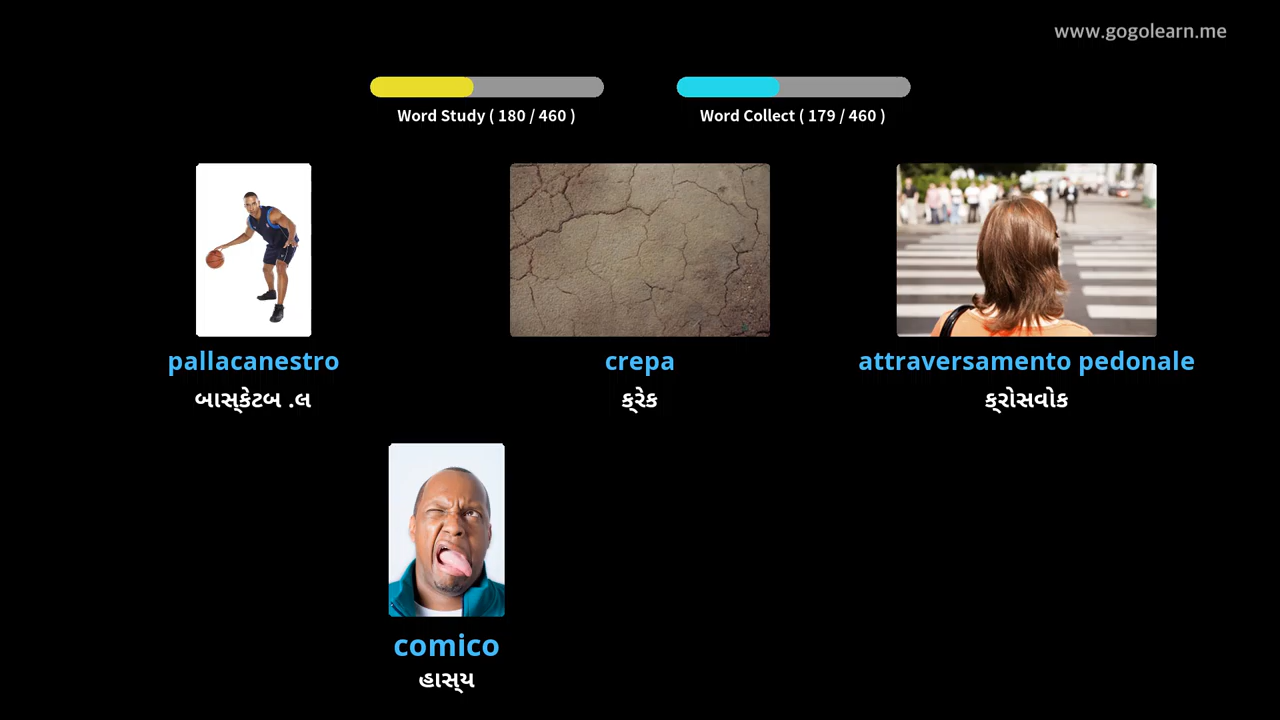 www.gogolearn.me
Word Study ( 180 / 460 )
Word Collect ( 179 / 460 )
pallacanestro
crepa
attraversamento pedonale
બાસ્કેટબ .લ
ક્રેક
ક્રોસવોક
comico
હાસ્ય